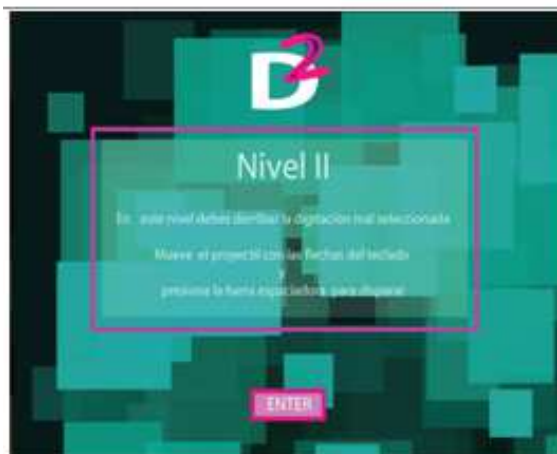 D2
Nivel II
En este nivel debes derribar la digitación mal seleccionada
Mueve el proyectil con las flechas del teclado
y
presiona la barra espaciadora para disparar
ENTER